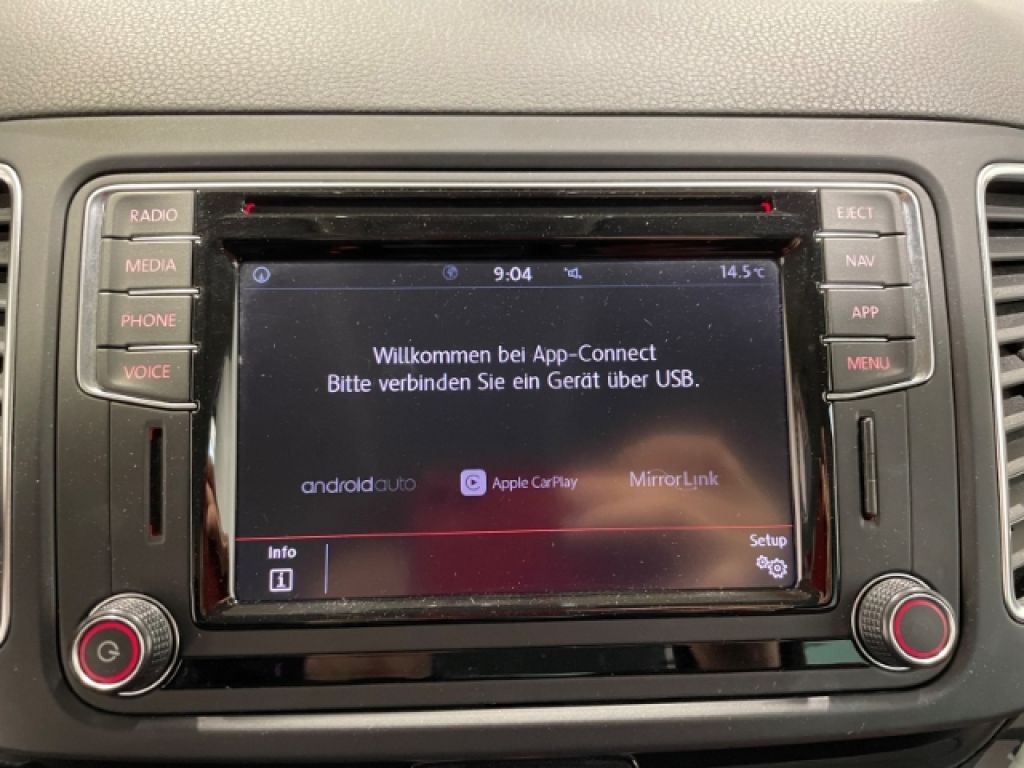 RADIO
MEDIA
PHONE
VOICE
EJECT
NAV
APP
MENU
9:04
14.5°C
Willkommen bei App-Connect
Bitte verbinden Sie ein Gerät über USB.
androidauto
Apple CarPlay
MirrorLink
Info
i
Setup